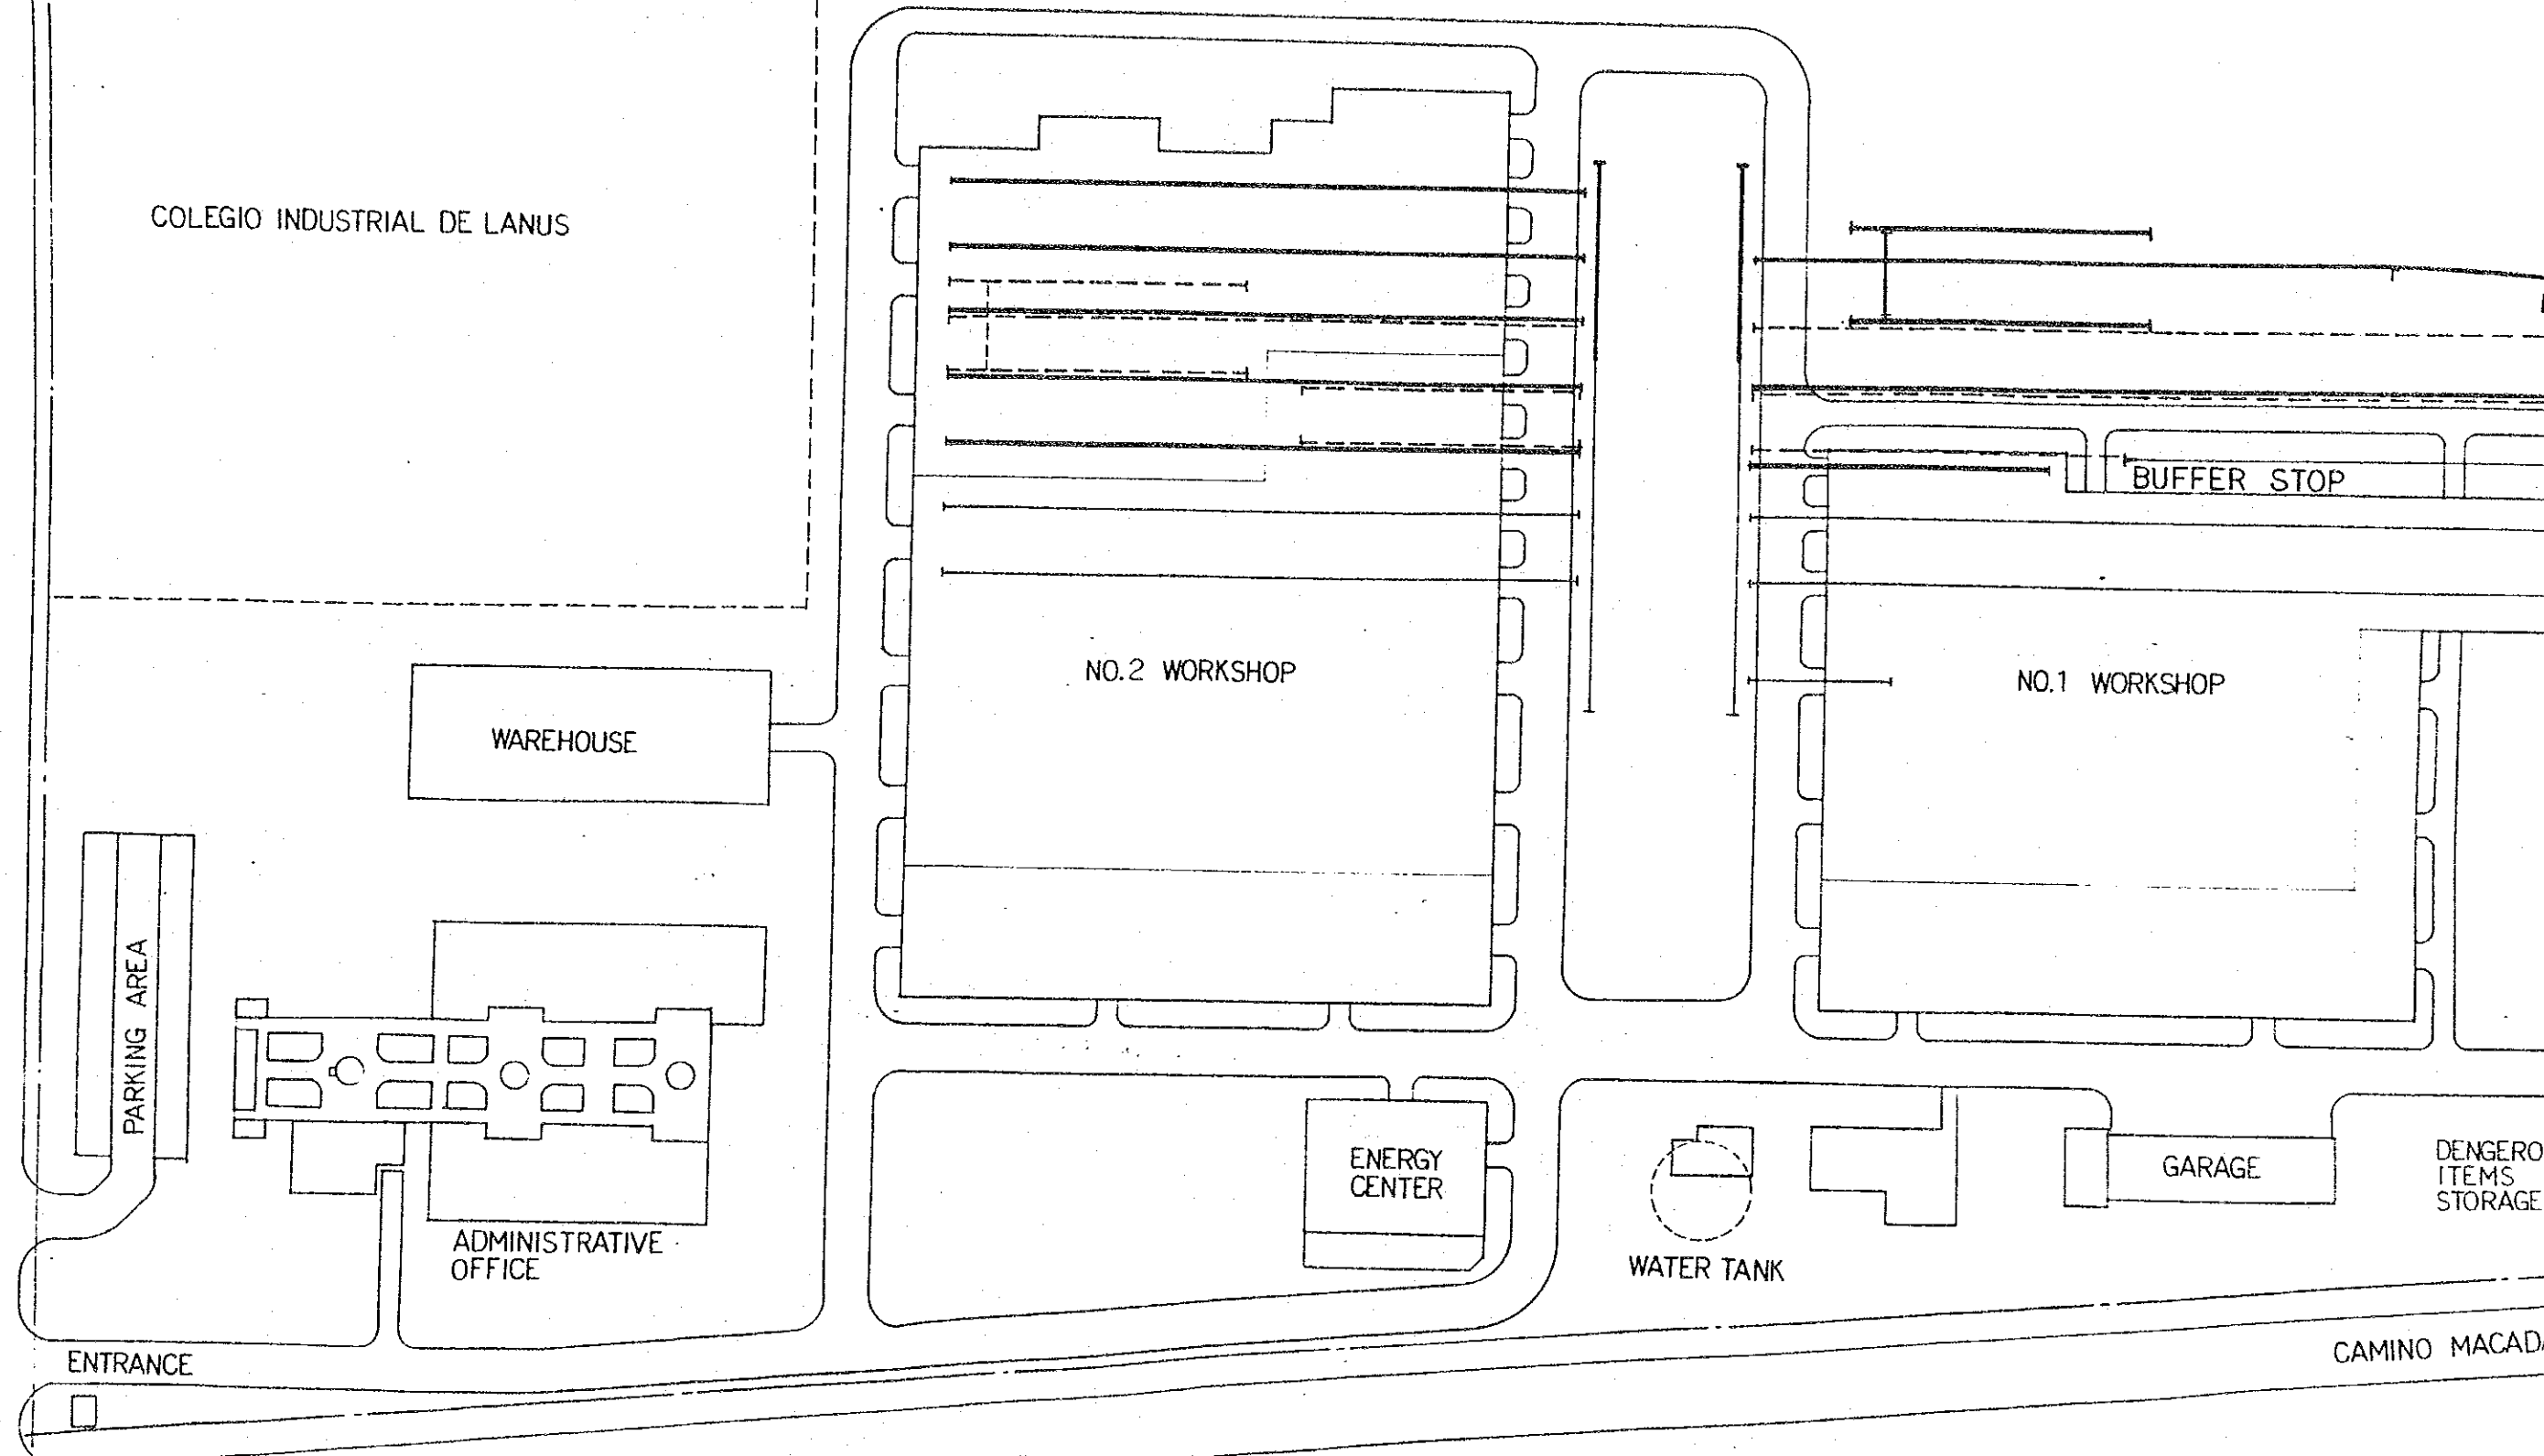 COLEGIO INDUSTRIAL DE LANUS
BUFFER STOP
NO.2 WORKSHOP
NO.1 WORKSHOP
WAREHOUSE
PARKING AREA
ENERGY
CENTER
GARAGE
DENGERO
ITEMS
STORAGE
ADMINISTRATIVE
OFFICE
WATER TANK
ENTRANCE
CAMINO MACADA